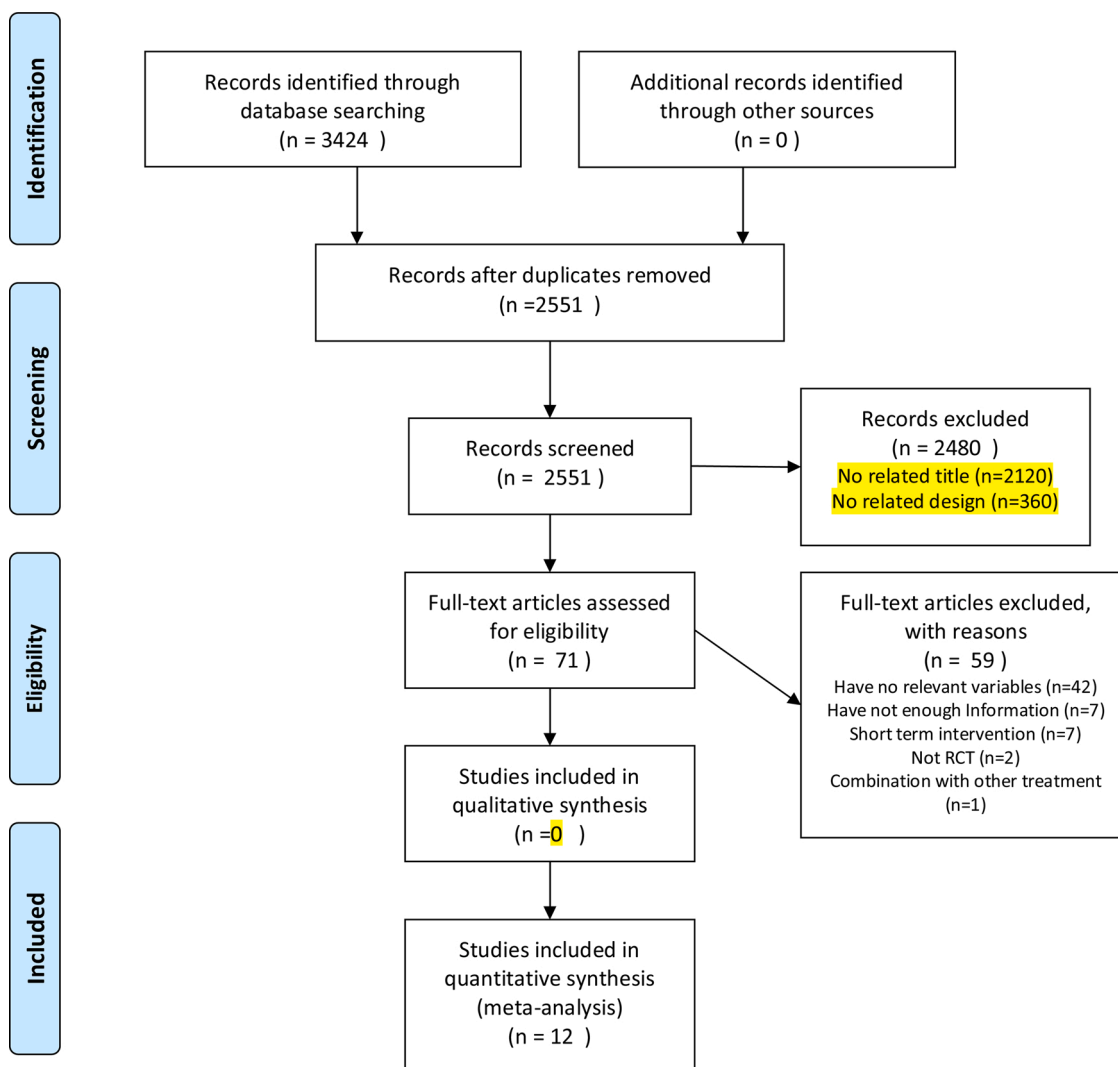 Identification
Records identified through
database searching
(n = 3424  )
Additional records identified
through other sources
(n = 0 )
Records after duplicates removed
(n =2551  )
Screening
Records screened
(n =  2551 )
Records excluded
(n = 2480  )
No related title (n=2120)
No related design (n=360)
Eligibility
Full-text articles assessed
for eligibility
(n =  71 )
Full-text articles excluded,
with reasons
(n =  59 )
Have no relevant variables (n=42)
Have not enough Information (n=7)
Short term intervention (n=7)
Not RCT (n=2)
Combination with other treatment
(n=1)
Studies included in
qualitative synthesis
(n =0  )
Included
Studies included in
quantitative synthesis
(meta-analysis)
(n = 12  )